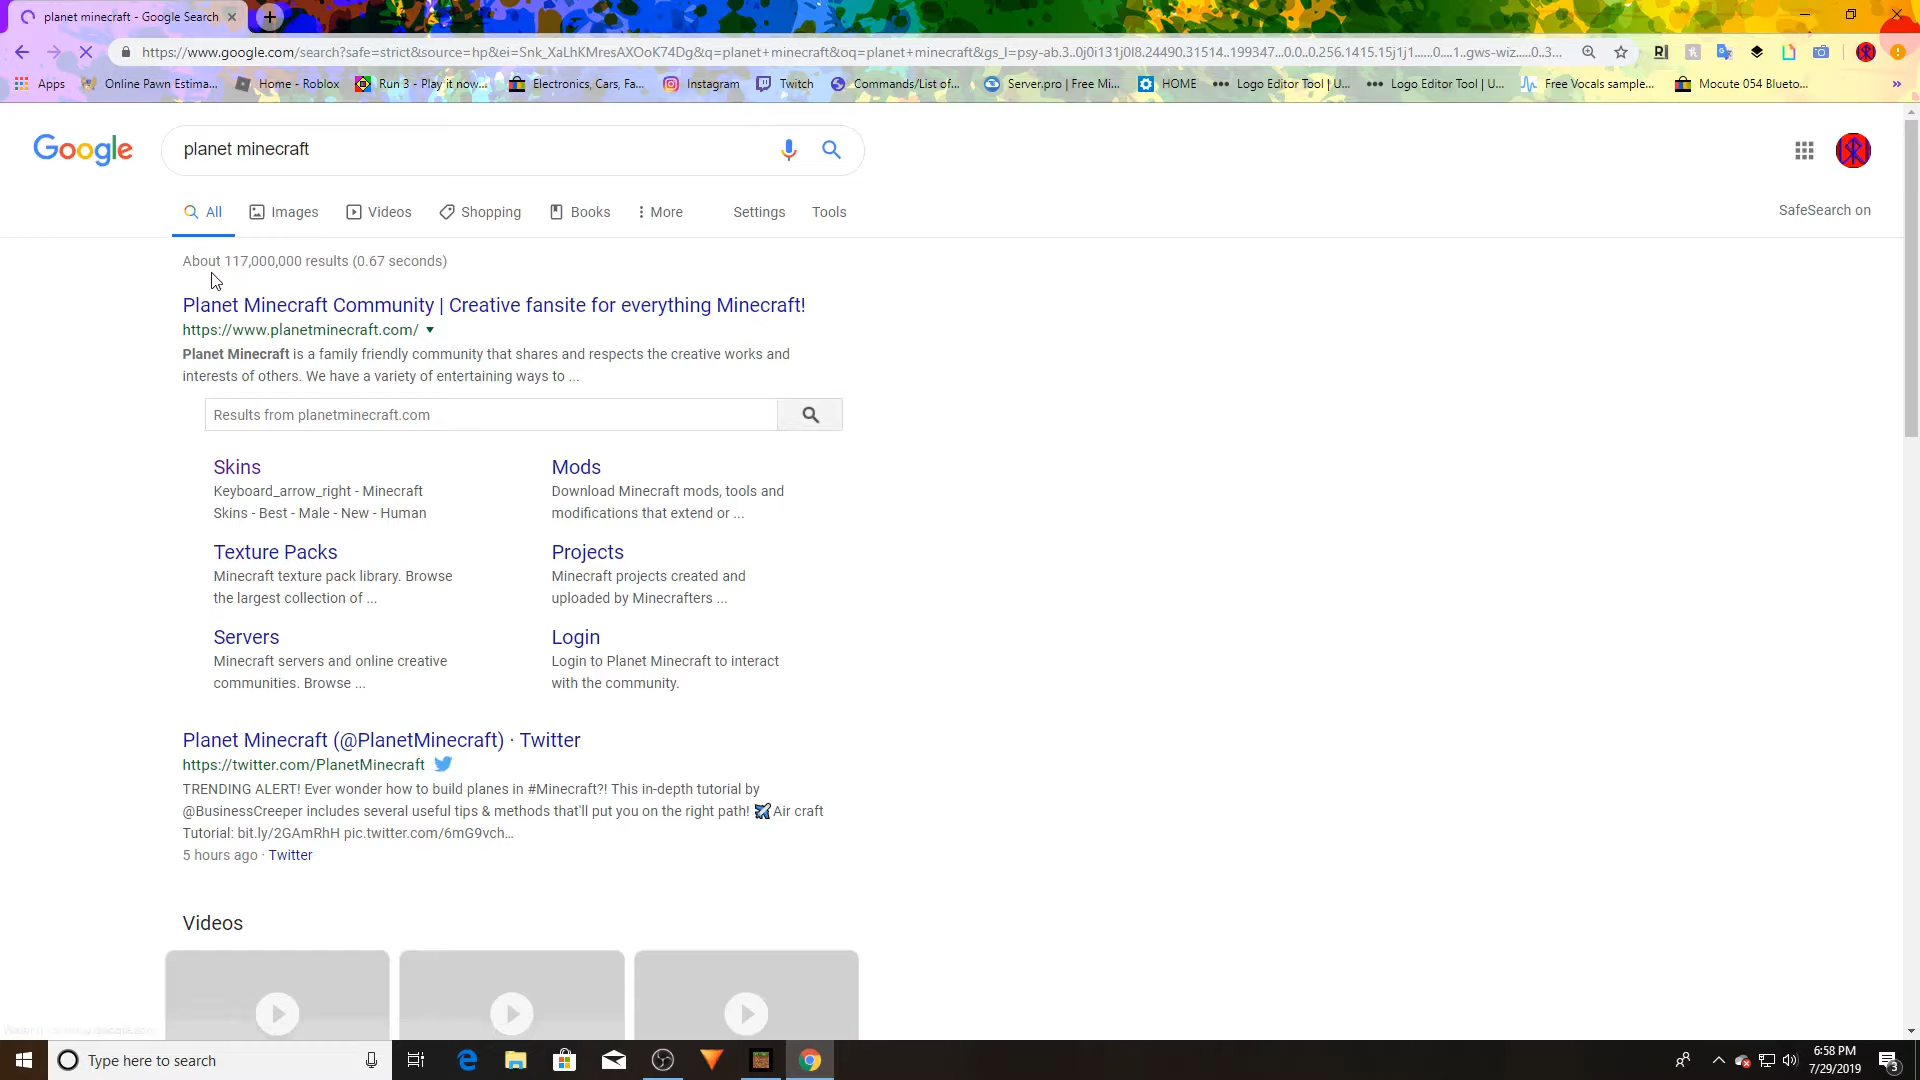 planet minecraft - Google Search
https://www.google.com/search?safe=strict&source=hp&ei=Snk_XaLhKMresAXOoK74Dg&q=planet+minecraft&oq=planet+minecraft&gs_l=psy-ab.3..0j0i131j0l8.24490.31514..199347...0.0..0.256.1415.15j1j1......0....1..gws-wiz.....0..3...
Apps
Online Pawn Estima...
Home - Roblox
Run 3 - Play it now...
Electronics, Cars, Fa...
Instagram
Twitch
Commands/List of...
Server.pro | Free Mi...
HOME
Logo Editor Tool | U...
Logo Editor Tool | U...
Free Vocals sample...
Mocute 054 Blueto...
Google
planet minecraft
All
Images
Videos
Shopping
Books
More
Settings
Tools
SafeSearch on
About 117,000,000 results (0.67 seconds)
Planet Minecraft Community | Creative fansite for everything Minecraft!
https://www.planetminecraft.com/
Planet Minecraft is a family friendly community that shares and respects the creative works and
interests of others. We have a variety of entertaining ways to ...
Results from planetminecraft.com
Skins
Keyboard_arrow_right - Minecraft
Skins - Best - Male - New - Human
Mods
Download Minecraft mods, tools and
modifications that extend or ...
Texture Packs
Minecraft texture pack library. Browse
the largest collection of ...
Projects
Minecraft projects created and
uploaded by Minecrafters ...
Servers
Minecraft servers and online creative
communities. Browse ...
Login
Login to Planet Minecraft to interact
with the community.
Planet Minecraft (@PlanetMinecraft) · Twitter
https://twitter.com/PlanetMinecraft
TRENDING ALERT! Ever wonder how to build planes in #Minecraft?! This in-depth tutorial by
@BusinessCreeper includes several useful tips & methods that'll put you on the right path! Air craft
Tutorial: bit.ly/2GAmRhH pic.twitter.com/6mG9vch...
5 hours ago · Twitter
Videos
Type here to search
6:58 PM
7/29/2019
3